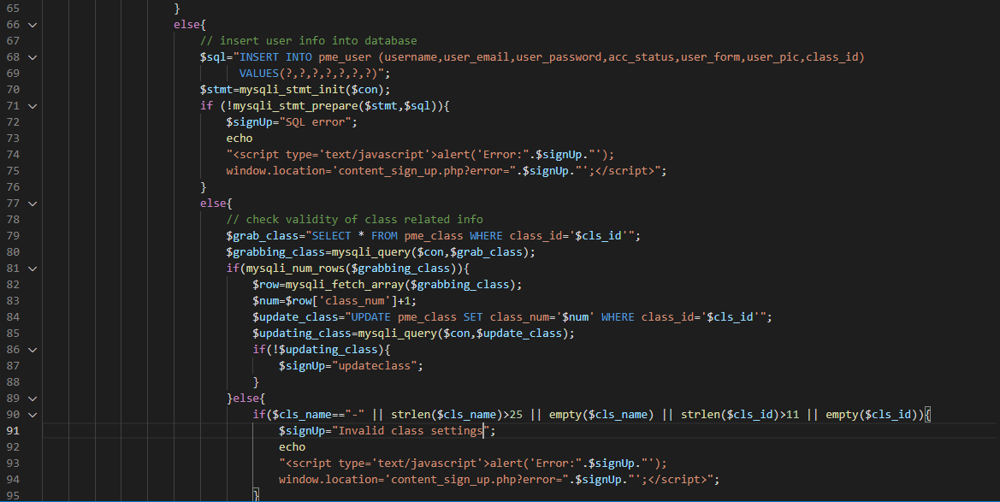 65 }
66 else{
67 // insert user info into database
68 $sql="INSERT INTO pme_user (username,user_email,user_password,acc_status,user_form,user_pic,class_id)
69 VALUES(?,?,?,?,?,?,?)";
70 $stmt=mysqli_stmt_init($con);
71 if (!mysqli_stmt_prepare($stmt,$sql)){
72 $signUp="SQL error";
73 echo
74 "<script type='text/javascript'>alert('Error:".$signUp."');
75 window.location='content_sign_up.php?error=".$signUp."';</script>";
76 }
77 else{
78 // check validity of class related info
79 $grab_class="SELECT * FROM pme_class WHERE class_id='$cls_id'";
80 $grabbing_class=mysqli_query($con,$grab_class);
81 if(mysqli_num_rows($grabbing_class)){
82 $row=mysqli_fetch_array($grabbing_class);
83 $num=$row['class_num']+1;
84 $update_class="UPDATE pme_class SET class_num='$num' WHERE class_id='$cls_id'";
85 $updating_class=mysqli_query($con,$update_class);
86 if(!$updating_class){
87 $signUp="updateclass";
88 }
89 }else{
90 if($cls_name=="-" || strlen($cls_name)>25 || empty($cls_name) || strlen($cls_id)>11 || empty($cls_id)){
91 $signUp="Invalid class settings";
92 echo
93 "<script type='text/javascript'>alert('Error:".$signUp."');
94 window.location='content_sign_up.php?error=".$signUp."';</script>";
95 }